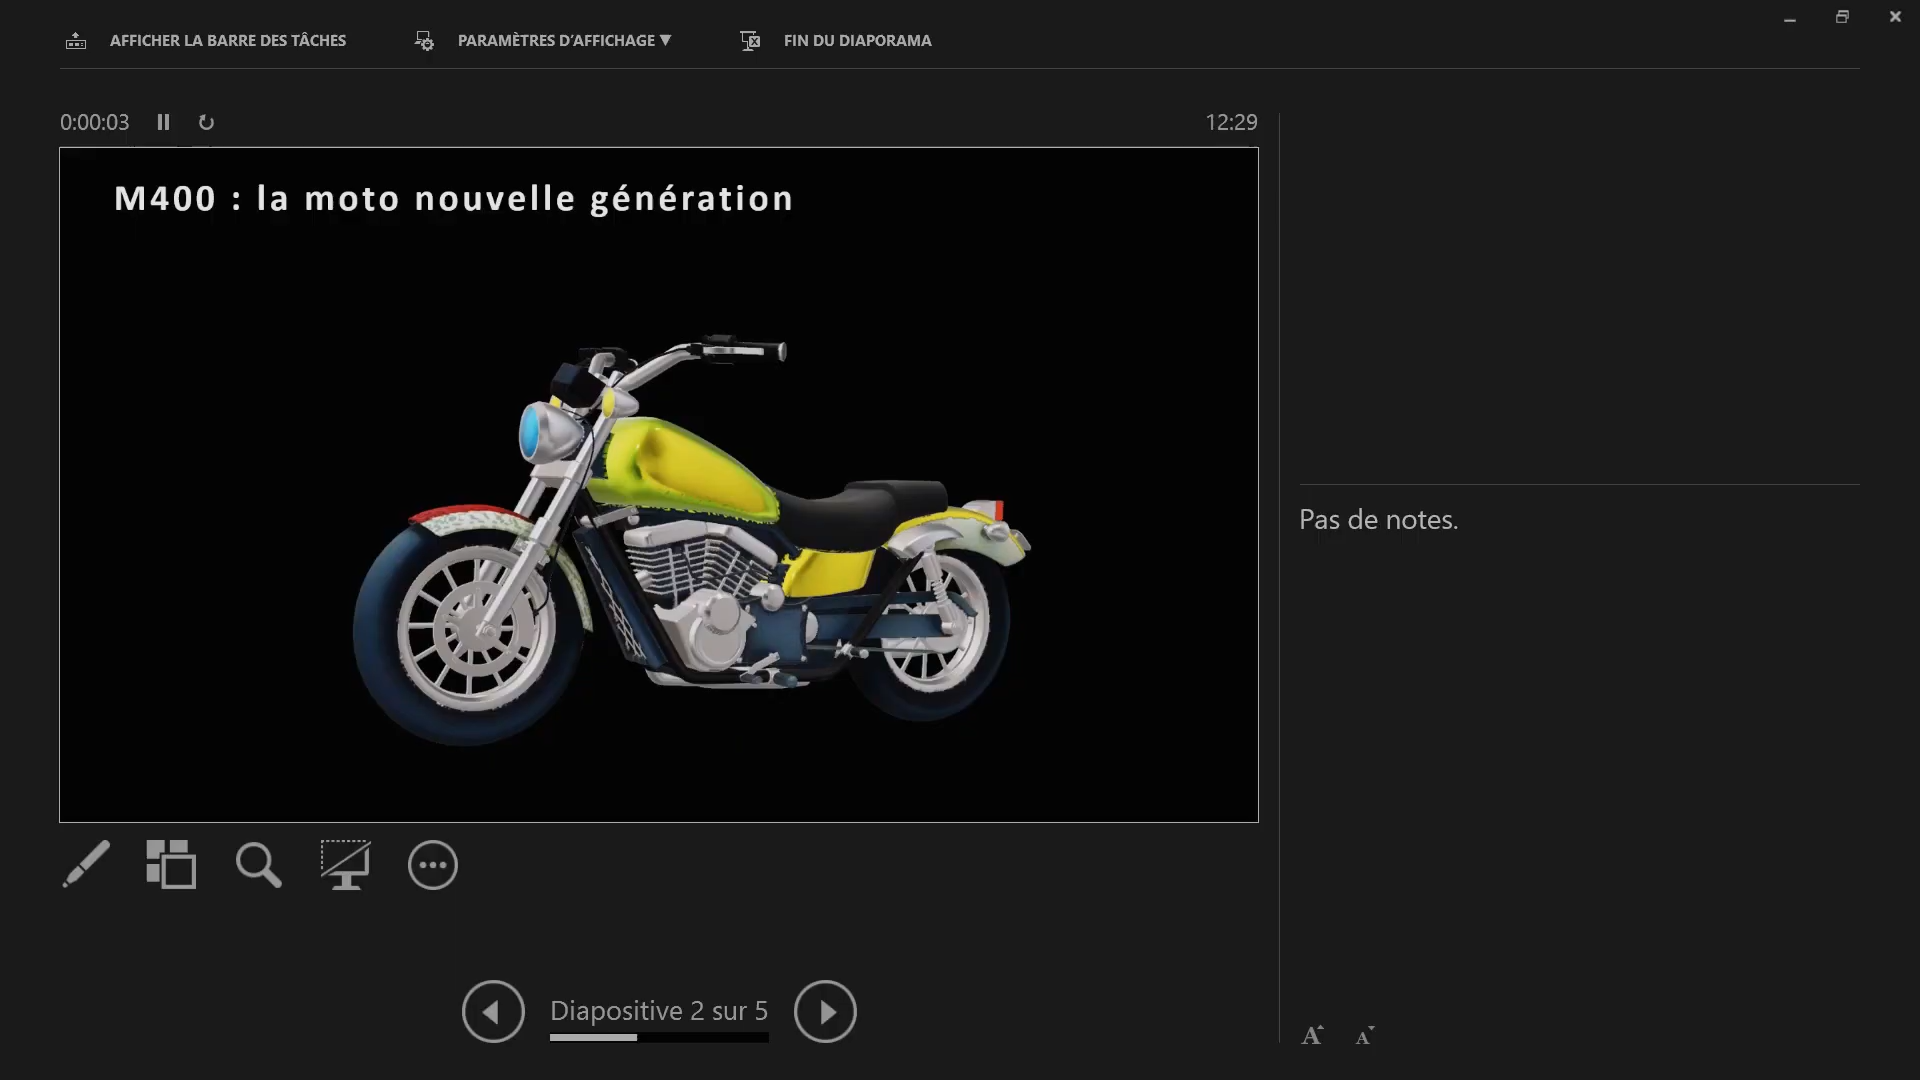 AFFICHER LA BARRE DES TÂCHES
PARAMÈTRES D'AFFICHAGE ▼
FIN DU DIAPORAMA
0:00:03
12:29
M400 : la moto nouvelle génération
Pas de notes.
Diapositive 2 sur 5
A A